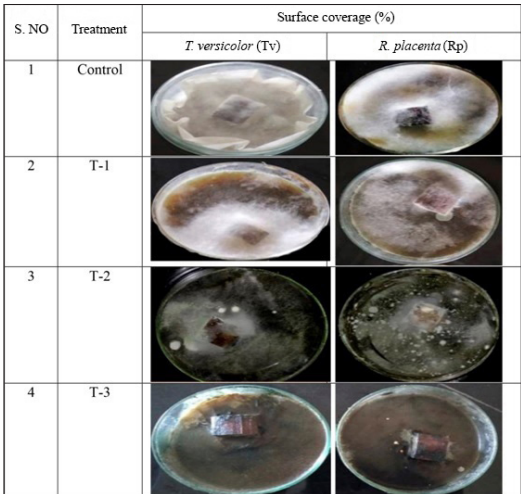 S. NO Treatment Surface coverage (%)
T. versicolor (Tv) R. placenta (Rp)
1 Control
2 T-1
3 T-2
4 T-3